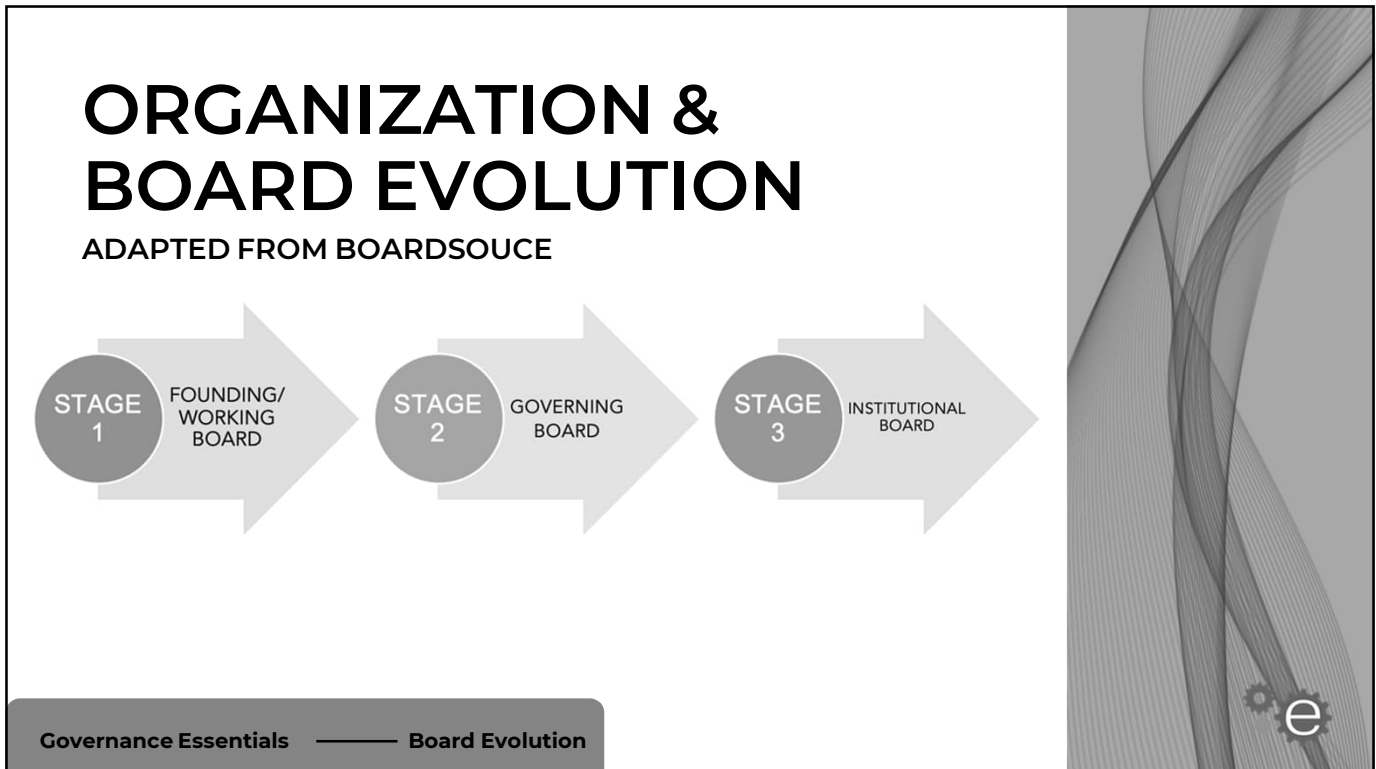 ORGANIZATION &
BOARD EVOLUTION
ADAPTED FROM BOARDSOUCE
STAGE
1
FOUNDING/
WORKING
BOARD
STAGE
2
GOVERNING
BOARD
STAGE
3
INSTITUTIONAL
BOARD
Governance Essentials
Board Evolution
e